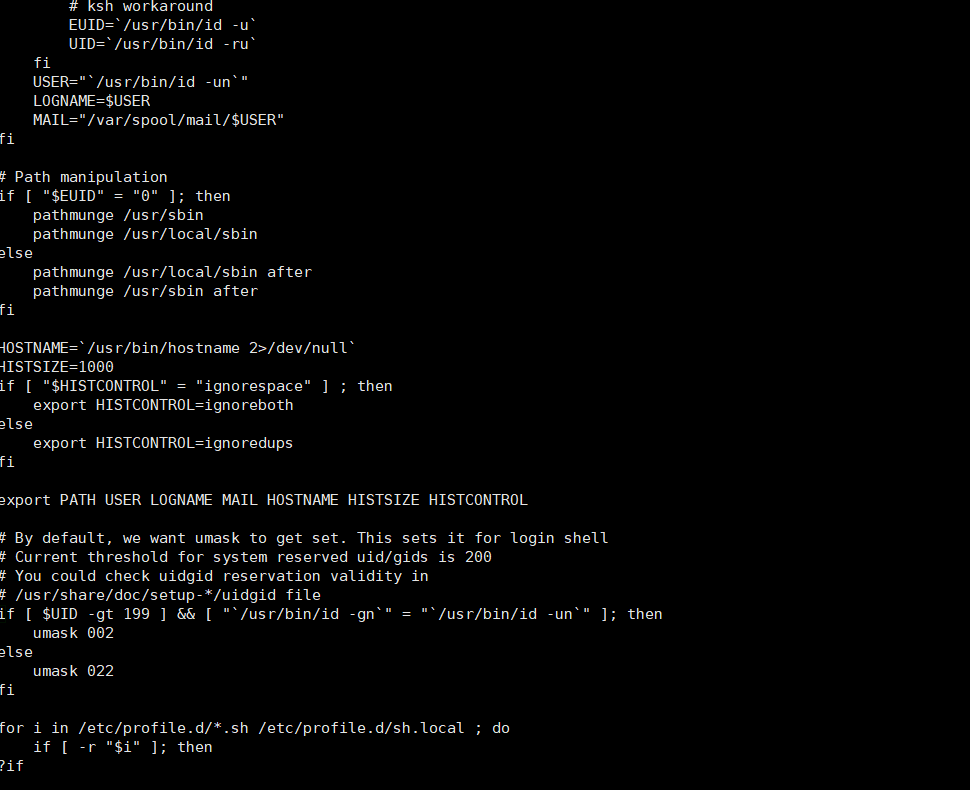 # ksh workaround
EUID=`/usr/bin/id -u`
UID=`/usr/bin/id -ru`
fi
USER="`/usr/bin/id -un`"
LOGNAME=$USER
MAIL="/var/spool/mail/$USER"
fi
# Path manipulation
if [ "$EUID" = "0" ]; then
pathmunge /usr/sbin
pathmunge /usr/local/sbin
else
pathmunge /usr/local/sbin after
pathmunge /usr/sbin after
fi
HOSTNAME=`/usr/bin/hostname 2>/dev/null`
HISTSIZE=1000
if [ "$HISTCONTROL" = "ignorespace" ] ; then
export HISTCONTROL=ignoreboth
else
export HISTCONTROL=ignoredups
fi
export PATH USER LOGNAME MAIL HOSTNAME HISTSIZE HISTCONTROL
# By default, we want umask to get set. This sets it for login shell
# Current threshold for system reserved uid/gids is 200
# You could check uidgid reservation validity in
# /usr/share/doc/setup-*/uidgid file
if [ $UID -gt 199 ] && [ "`/usr/bin/id -gn`" = "`/usr/bin/id -un`" ]; then
umask 002
else
umask 022
fi
for i in /etc/profile.d/*.sh /etc/profile.d/sh.local ; do
if [ -r "$i" ]; then
?if